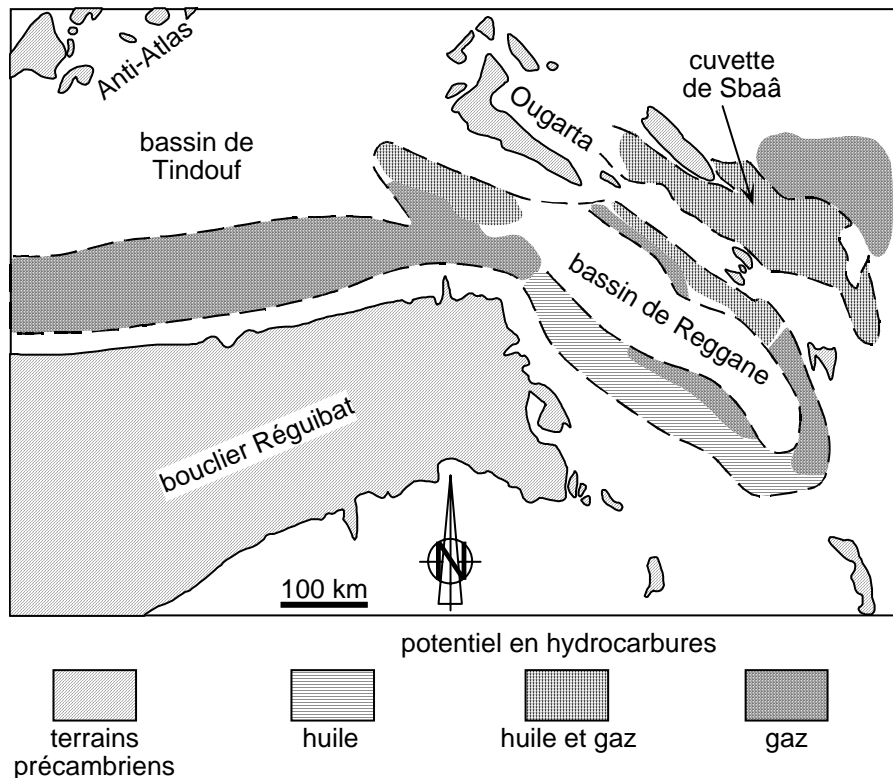 Anti-Atlas
bassin de
Tindouf
Ougarta
cuvette
de Sbaâ
bassin de Reggane
bouclier Réguibat
N
100 km
potentiel en hydrocarbures
terrains
précambriens
huile
huile et gaz
gaz